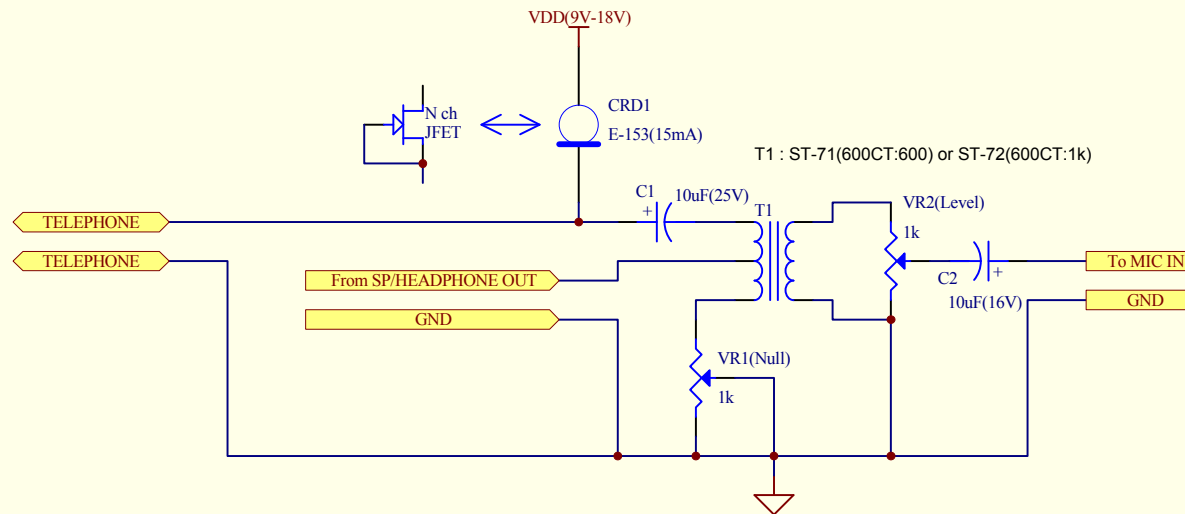 VDD(9V-18V)
N ch
JFET
CRD1
E-153(15mA)
T1 : ST-71(600CT:600) or ST-72(600CT:1k)
C1
+
10uF(25V)
T1
VR2(Level)
1k
TELEPHONE
TELEPHONE
From SP/HEADPHONE OUT
GND
C2
+
10uF(16V)
To MIC IN
GND
VR1(Null)
1k